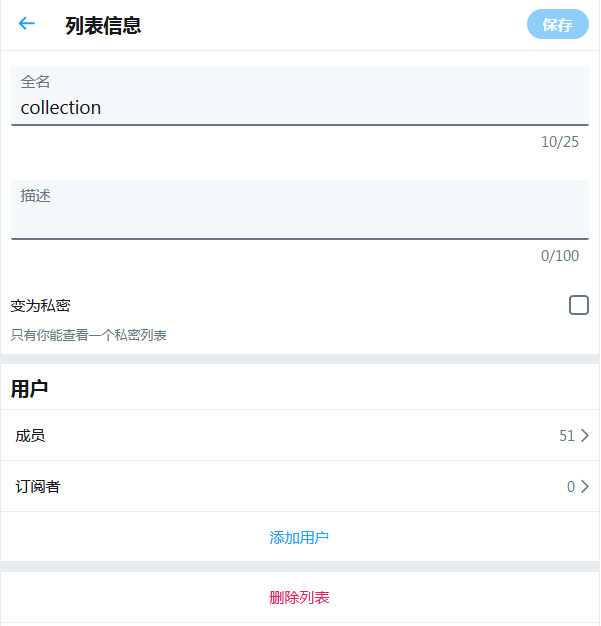 列表信息
保存
全名
collection
10/25
描述
0/100
变为私密
只有你能查看一个私密列表
用户
成员
51
订阅者
0
添加用户
删除列表